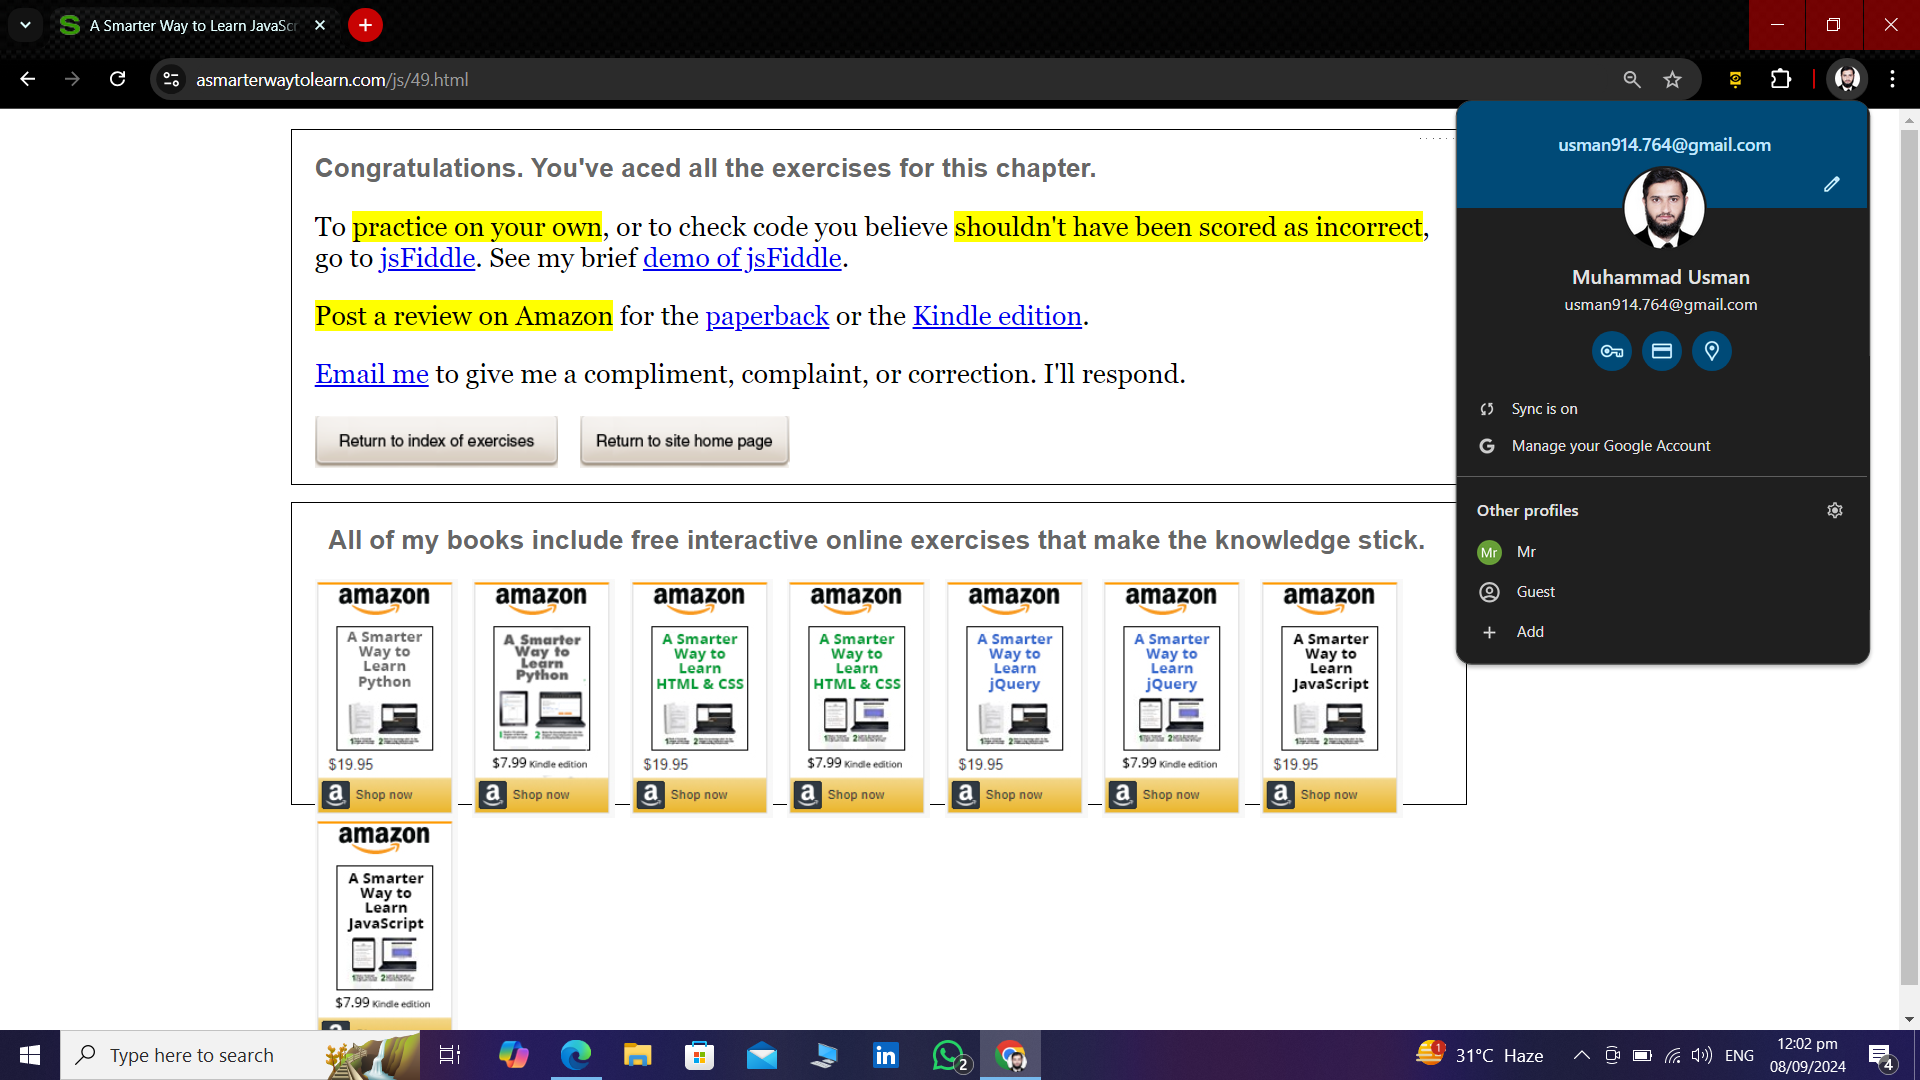 A Smarter Way to Learn JavaScr
asmarterwaytolearn.com/js/49.html
Congratulations. You've aced all the exercises for this chapter.
To practice on your own, or to check code you believe shouldn't have been scored as incorrect,
go to jsFiddle. See my brief demo of jsFiddle.
Post a review on Amazon for the paperback or the Kindle edition.
Email me to give me a compliment, complaint, or correction. I'll respond.
Return to index of exercises
Return to site home page
usman914.764@gmail.com
Muhammad Usman
usman914.764@gmail.com
Sync is on
Manage your Google Account
Other profiles
Mr Mr
Guest
Add
All of my books include free interactive online exercises that make the knowledge stick.
amazon
A Smarter
Way to
Learn
Python
$19.95
a Shop now
amazon
A Smarter
Way to
Learn
Python
$7.99 Kindle edition
a Shop now
amazon
A Smarter
Way to
Learn
HTML & CSS
$19.95
a Shop now
amazon
A Smarter
Way to
Learn
HTML & CSS
$7.99 Kindle edition
a Shop now
amazon
A Smarter
Way to
Learn
jQuery
$19.95
a Shop now
amazon
A Smarter
Way to
Learn
jQuery
$7.99 Kindle edition
a Shop now
amazon
A Smarter
Way to
Learn
JavaScript
$19.95
a Shop now
amazon
A Smarter
Way to
Learn
JavaScript
$7.99 Kindle edition
Type here to search
in
2
1
31°C Haze
ENG
12:02 pm
08/09/2024
4